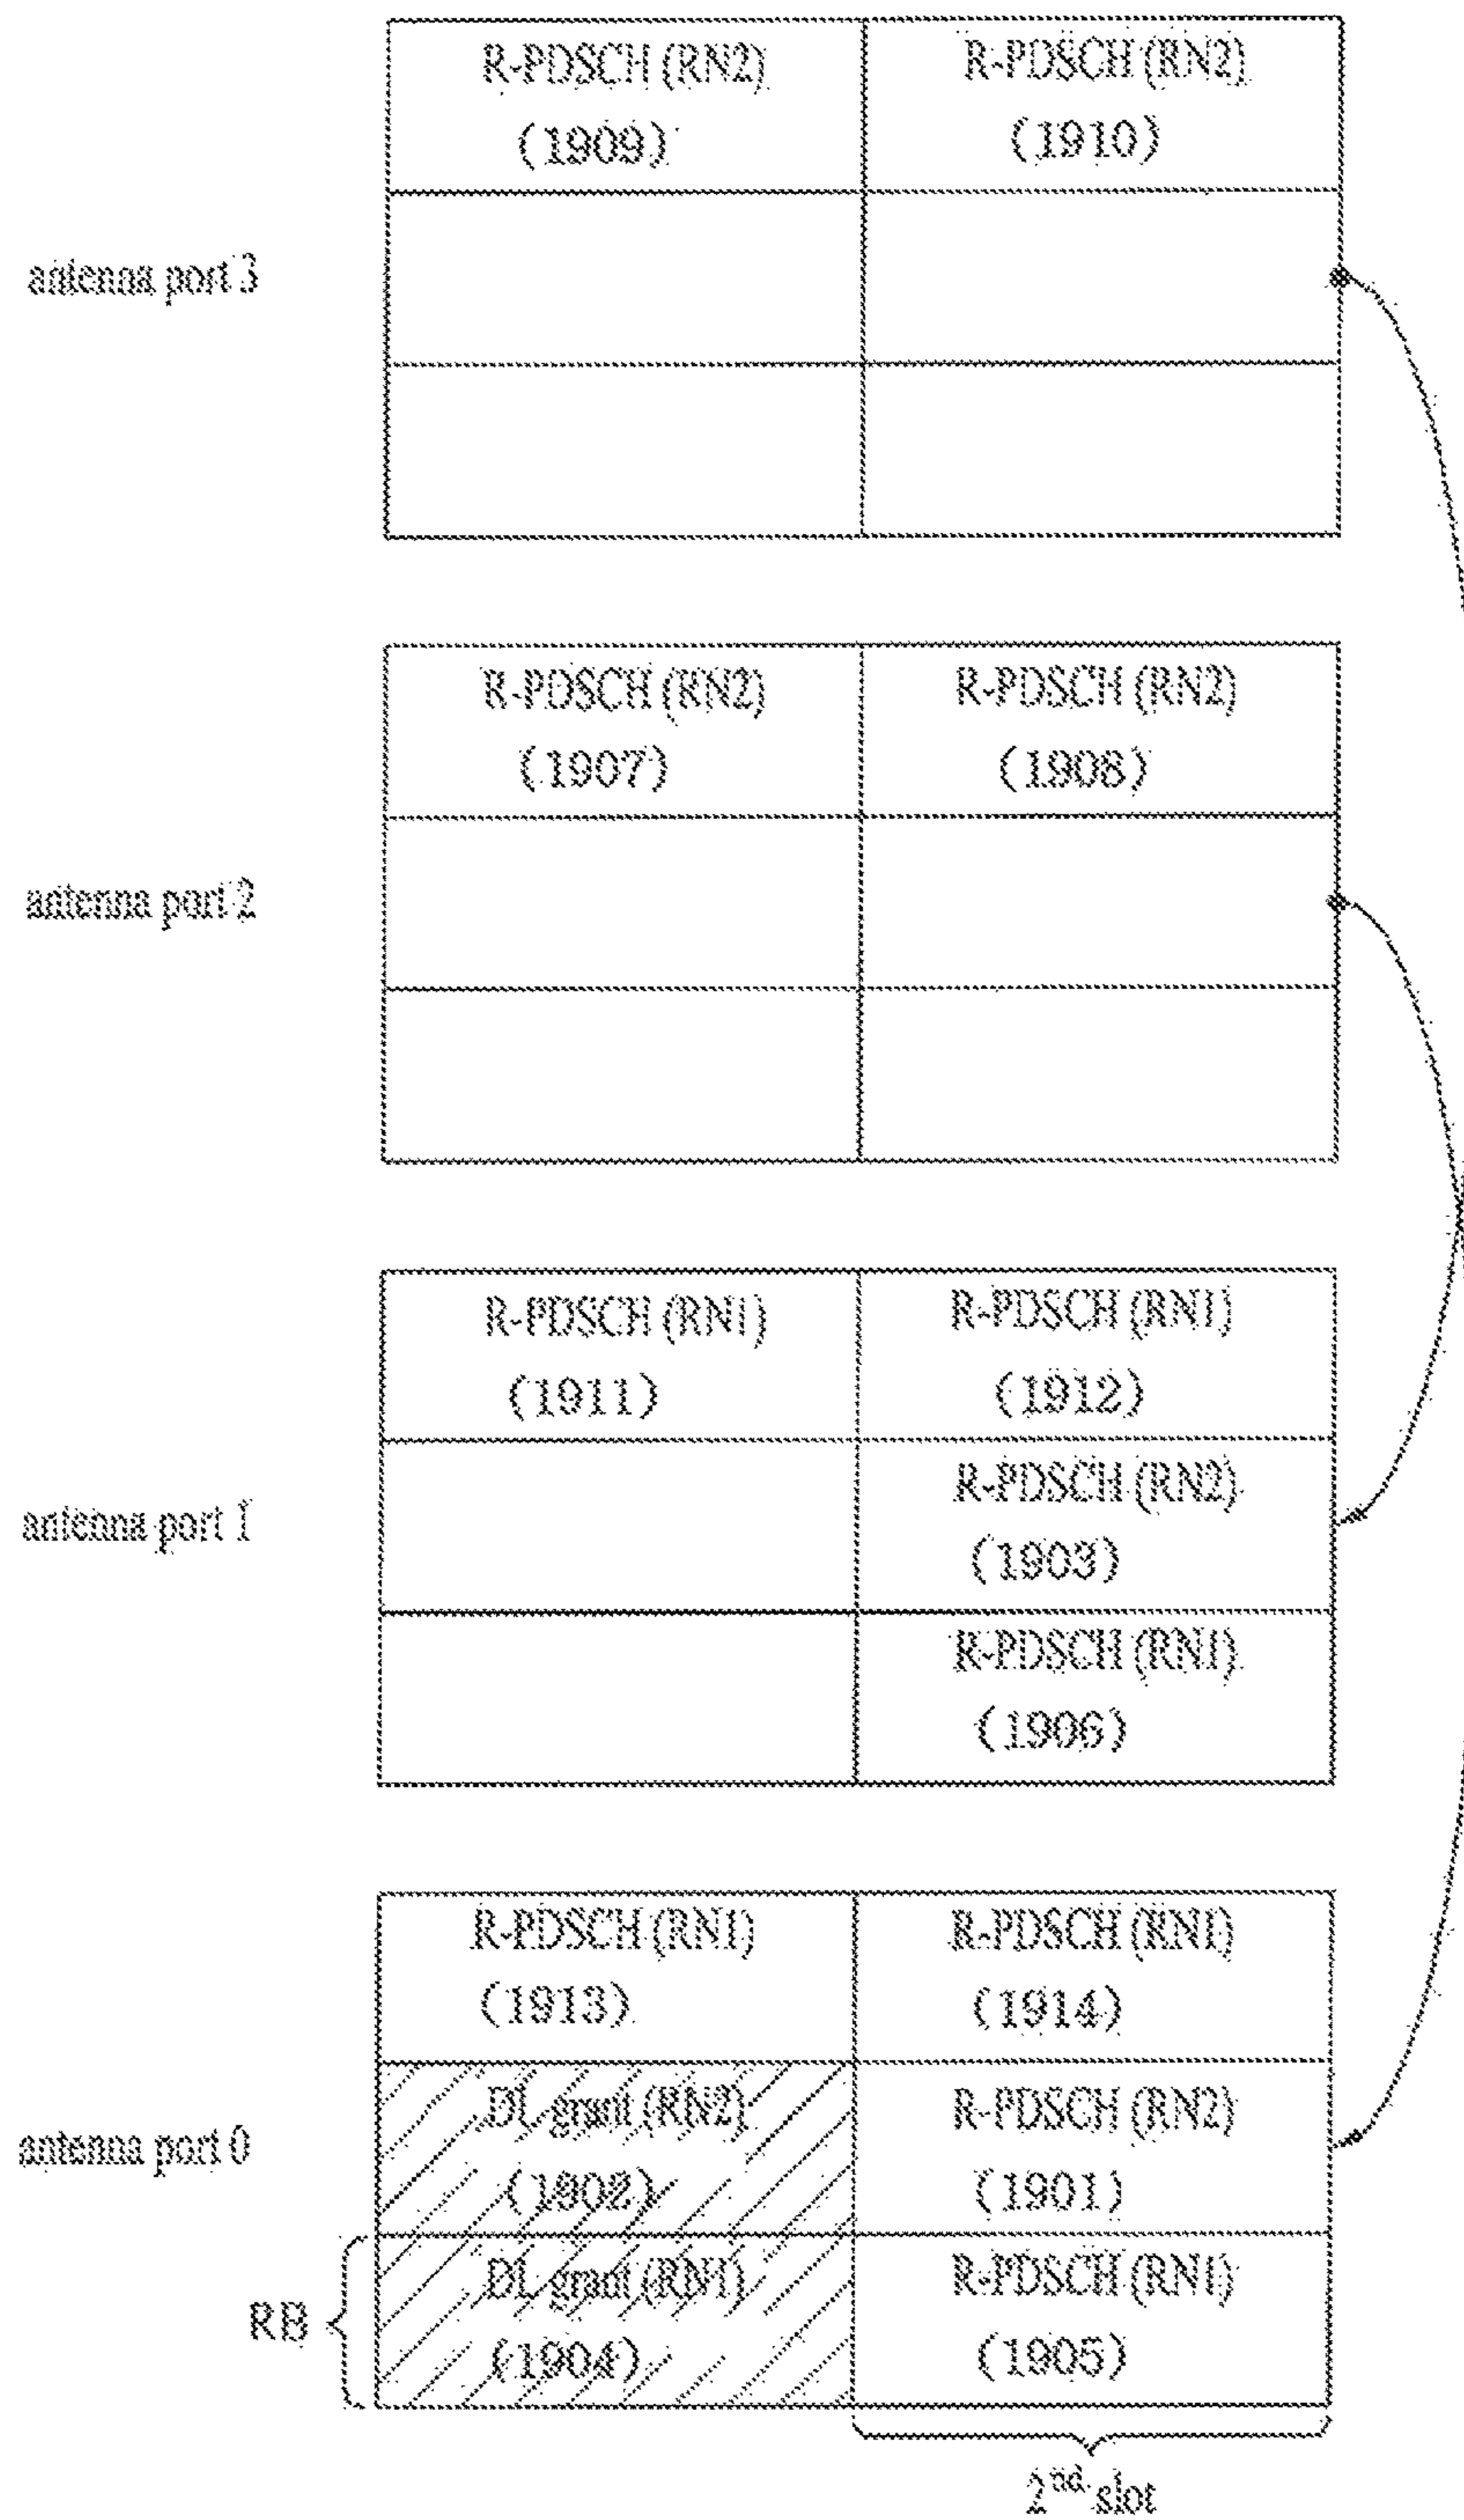 R-PDSCH (RN2) R-PDSCH (RN2)
(1909) (1910)
antenna port 3
R-PDSCH (RN2) R-PDSCH (RN2)
(1907) (1908)
antenna port 2
R-PDSCH (RN1) R-PDSCH (RN1)
(1911) (1912)
R-PDSCH (RN2)
antenna port 1
(1903)
R-PDSCH (RN1)
(1906)
R-PDSCH (RN1) R-PDSCH (RN1)
(1913) (1914)
DL grant (RN2) R-PDSCH (RN2)
antenna port 0
(1902) (1901)
DL grant (RN1) R-PDSCH (RN1)
RB
(1904) (1905)
2nd slot